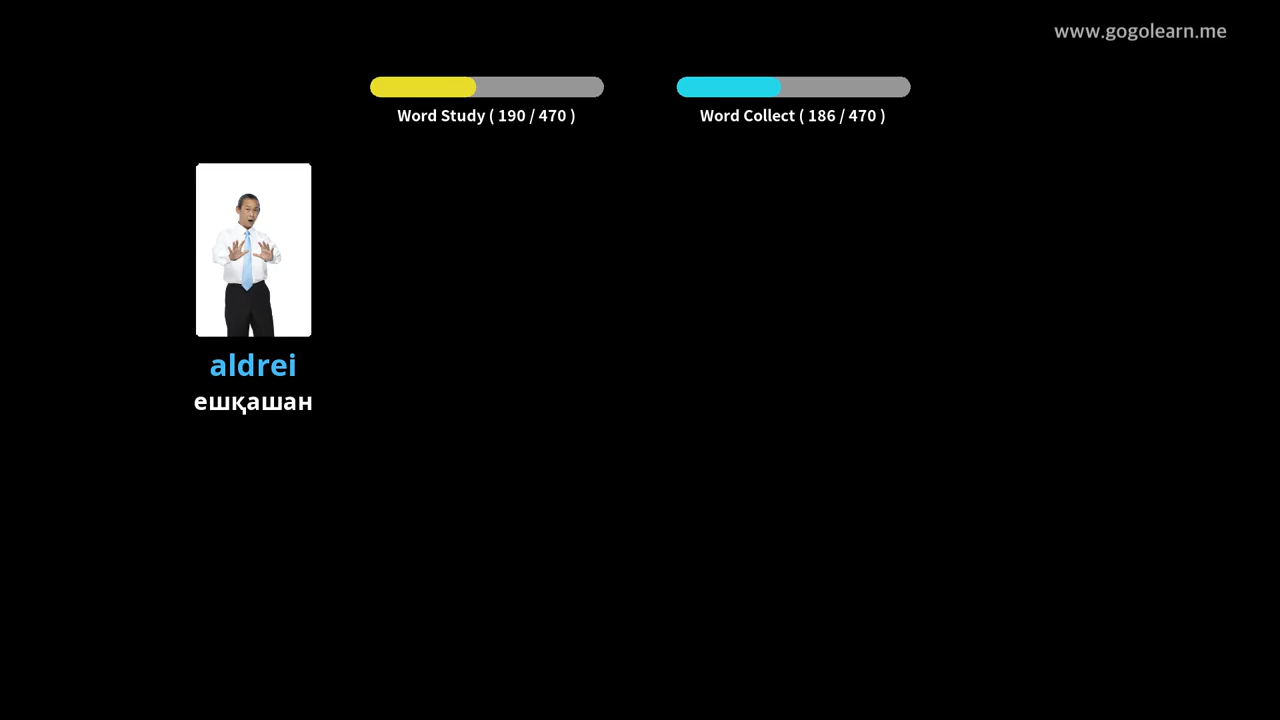 www.gogolearn.me
Word Study ( 190 / 470 )
Word Collect ( 186 / 470 )
aldrei
ешқашан